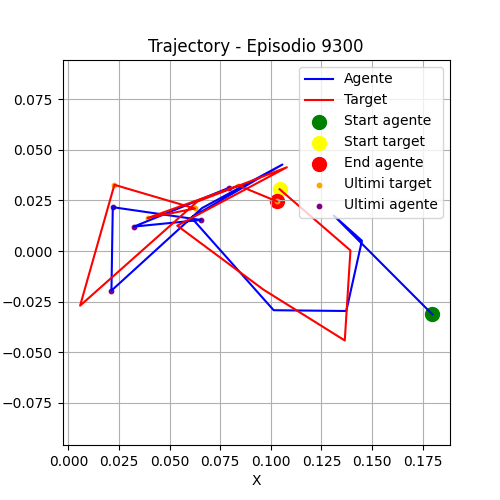 Trajectory - Episodio 9300
Agente
Target
Start agente
Start target
End agente
Ultimi target
Ultimi agente
0.075
0.050
0.025
0.000
−0.025
−0.050
−0.075
0.000 0.025 0.050 0.075 0.100 0.125 0.150 0.175
X